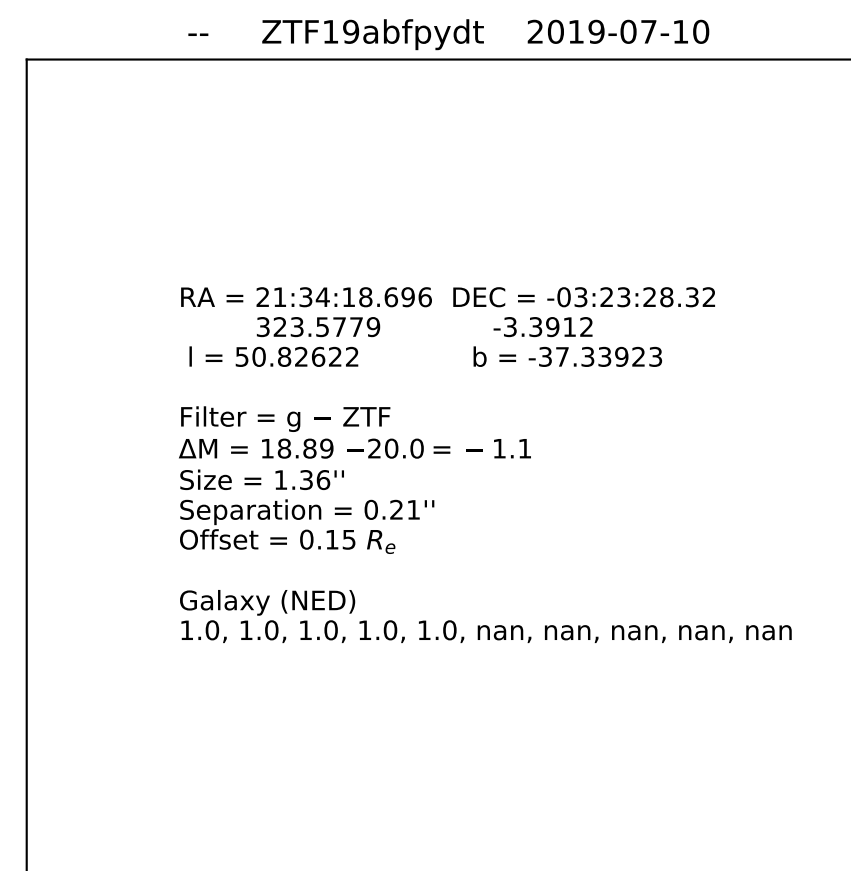 -- ZTF19abfpydt 2019-07-10
RA = 21:34:18.696 DEC = -03:23:28.32
323.5779 -3.3912
l = 50.82622 b = -37.33923
Filter = g − ZTF
ΔM = 18.89 −20.0 = − 1.1
Size = 1.36''
Separation = 0.21''
Offset = 0.15 Rₑ
Galaxy (NED)
1.0, 1.0, 1.0, 1.0, 1.0, nan, nan, nan, nan, nan